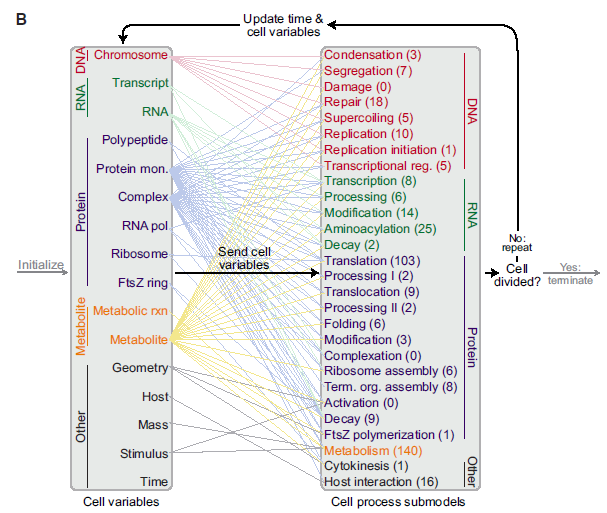 B
Update time &
cell variables
DNA
Chromosome
RNA
Transcript
RNA
Protein
Polypeptide
Protein mon.
Complex
RNA pol.
Ribosome
FtsZ ring
Metabolite
Metabolic rxn
Metabolite
Other
Geometry
Host
Mass
Stimulus
Time
Cell variables
Initialize
Send cell
variables
Condensation (3)
Segregation (7)
Damage (0)
Repair (18)
Supercoiling (5)
Replication (10)
Replication initiation (1)
Transcriptional reg. (5)
DNA
Transcription (8)
Processing (6)
Modification (14)
Aminoacylation (25)
Decay (2)
RNA
Translation (103)
Processing I (2)
Translocation (9)
Processing II (2)
Folding (6)
Modification (3)
Complexation (0)
Ribosome assembly (6)
Term. org. assembly (8)
Activation (0)
Decay (9)
FtsZ polymerization (1)
Protein
Metabolism (140)
Cytokinesis (1)
Host interaction (16)
Other
Cell process submodels
No:
repeat
Cell
divided?
Yes:
terminate